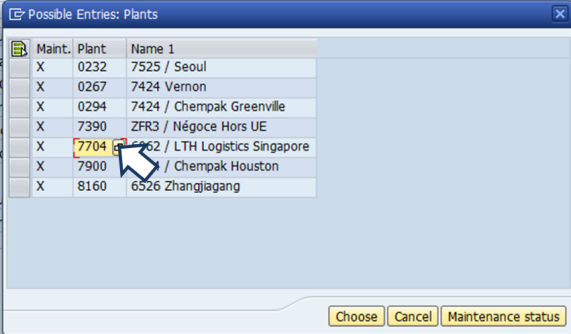 Possible Entries: Plants
Maint. Plant Name 1
X 0232 7525 / Seoul
X 0267 7424 Vernon
X 0294 7424 / Chempak Greenville
X 7390 ZFR3 / Négoce Hors UE
X 7704 / LTH Logistics Singapore
X 7900 / Chempak Houston
X 8160 6526 Zhangjiagang
Choose Cancel Maintenance status